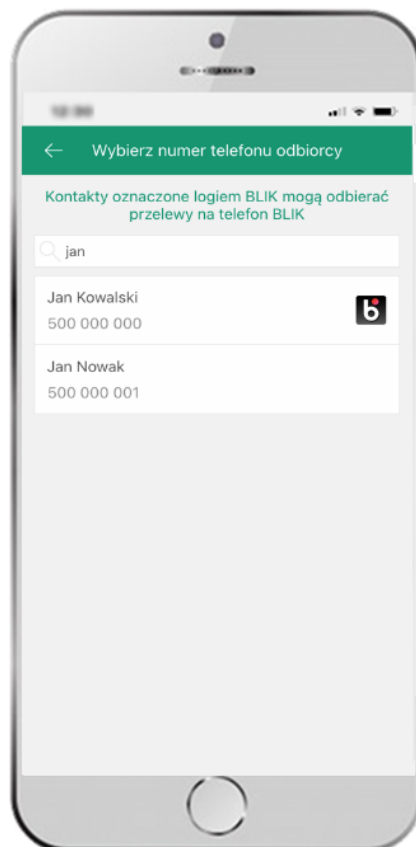 Wybierz numer telefonu odbiorcy
Kontakty oznaczone logiem BLIK mogą odbierać
przelewy na telefon BLIK
jan
Jan Kowalski
500 000 000
Jan Nowak
500 000 001